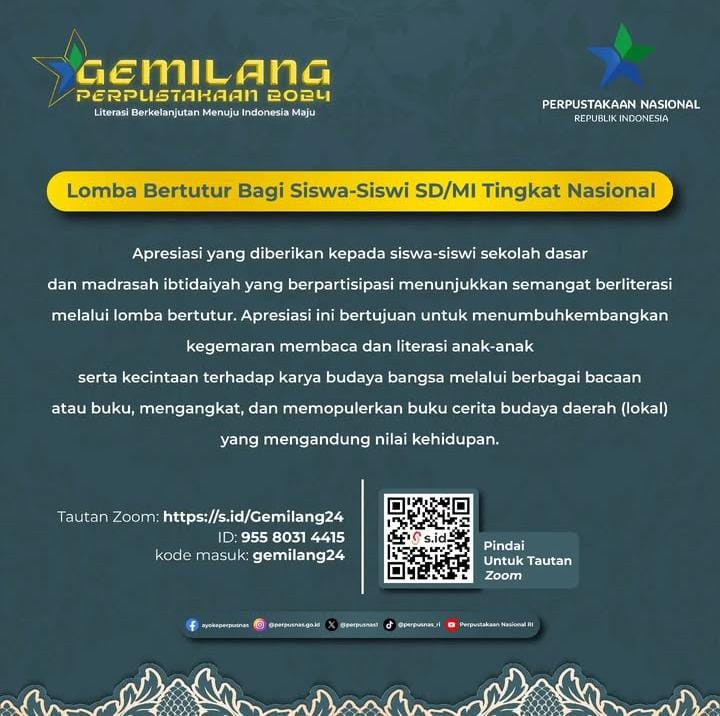 GEMILANG
PERPUSTAKAAN 2024
Literasi Berkelanjutan Menuju Indonesia Maju
PERPUSTAKAAN NASIONAL
REPUBLIK INDONESIA
Lomba Bertutur Bagi Siswa-Siswi SD/MI Tingkat Nasional
Apresiasi yang diberikan kepada siswa-siswi sekolah dasar
dan madrasah ibtidaiyah yang berpartisipasi menunjukkan semangat berliterasi
melalui lomba bertutur. Apresiasi ini bertujuan untuk menumbuhkembangkan
kegemaran membaca dan literasi anak-anak
serta kecintaan terhadap karya budaya bangsa melalui berbagai bacaan
atau buku, mengangkat, dan memopulerkan buku cerita budaya daerah (lokal)
yang mengandung nilai kehidupan.
Tautan Zoom: https://s.id/Gemilang24
ID: 955 8031 4415
kode masuk: gemilang24
s.id
Pindai
Untuk Tautan
Zoom
ayokeperpusnas @perpusnas.go.id @perpusnas1 @perpusnas_ri Perpustakaan Nasional RI